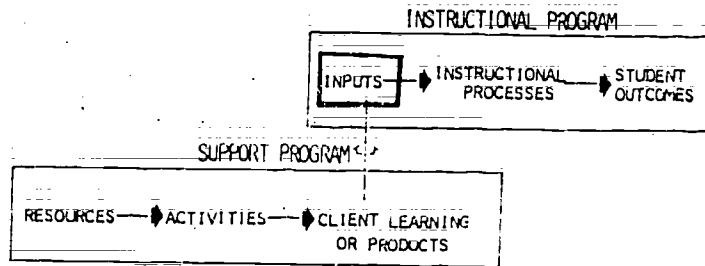 INSTRUCTIONAL PROGRAM
INPUTS INSTRUCTIONAL STUDENT
PROCESSES OUTCOMES
SUPPORT PROGRAM
RESOURCES ACTIVITIES CLIENT LEARNING
OR PRODUCTS